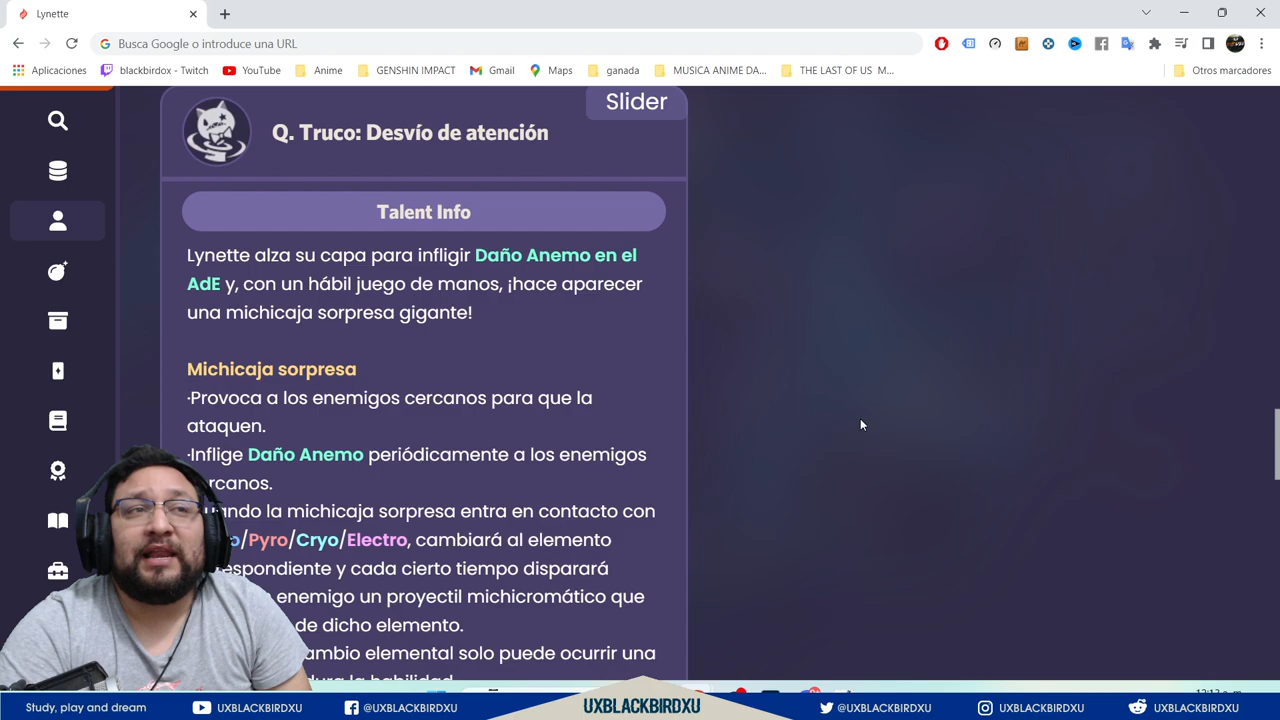 Lynette
Busca Google o introduce una URL
Aplicaciones
blackbirdox - Twitch
YouTube
Anime
GENSHIN IMPACT
Gmail
Maps
ganada
MUSICA ANIME DA...
THE LAST OF US M...
Otros marcadores
Slider
Q. Truco: Desvío de atención
Talent Info
Lynette alza su capa para infligir Daño Anemo en el
AdE y, con un hábil juego de manos, ¡hace aparecer
una michicaja sorpresa gigante!
Michicaja sorpresa
·Provoca a los enemigos cercanos para que la
ataquen.
·Inflige Daño Anemo periódicamente a los enemigos
la michicaja sorpresa entra en contacto con
/Pyro/Cryo/Electro, cambiará al elemento
y cada cierto tiempo disparará
enemigo un proyectil michicromático que
de dicho elemento.
elemental solo puede ocurrir una
la habilidad.
Study, play and dream
UXBLACKBIRDXU
@UXBLACKBIRDXU
UXBLACKBIRDXU
@UXBLACKBIRDXU
UXBLACKBIRDXU
UXBLACKBIRDXU